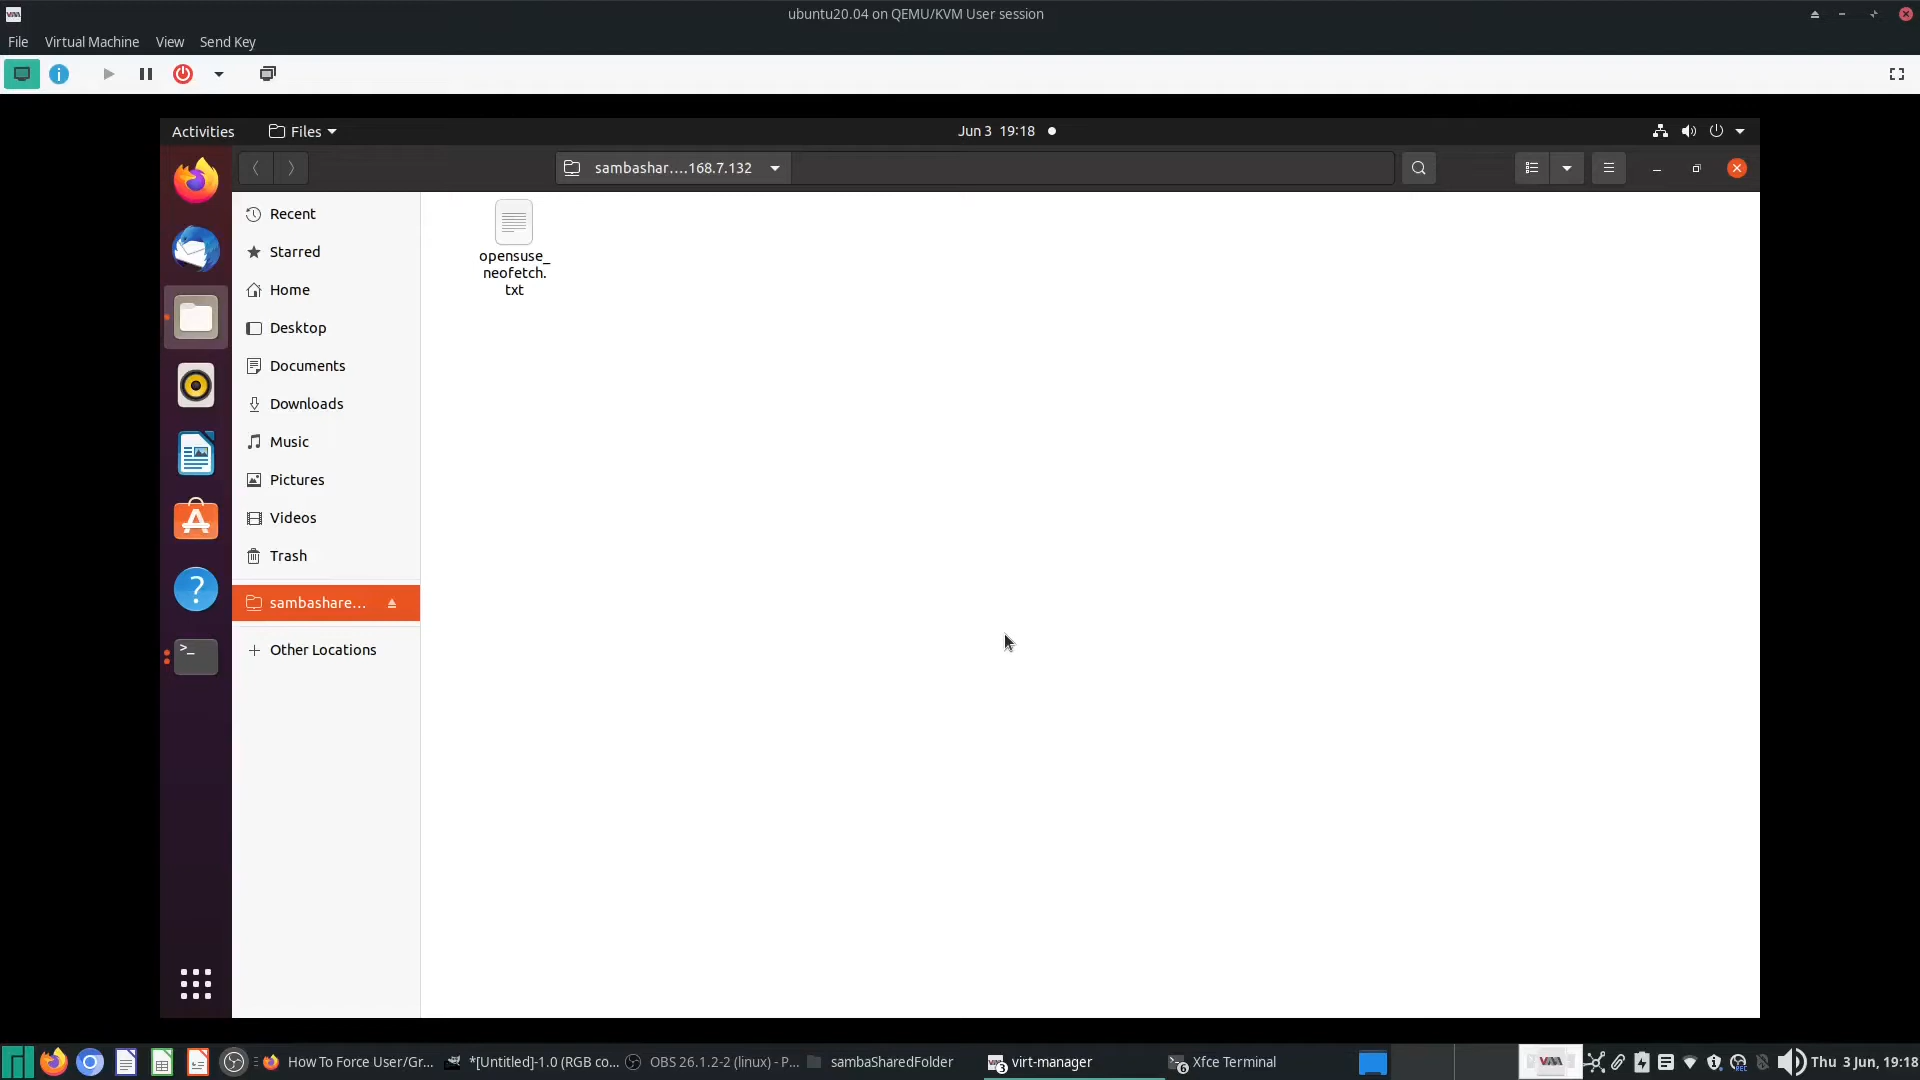 ubuntu20.04 on QEMU/KVM User session
File Virtual Machine View Send Key
Activities Files Jun 3 19:18
sambashar....168.7.132
Recent
Starred
Home
Desktop
Documents
Downloads
Music
Pictures
Videos
Trash
sambashare...
Other Locations
opensuse_
neofetch.
txt
How To Force User/Gr... *[Untitled]-1.0 (RGB co... OBS 26.1.2-2 (linux) - P... sambaSharedFolder 3 virt-manager 6 Xfce Terminal Thu 3 Jun, 19:18